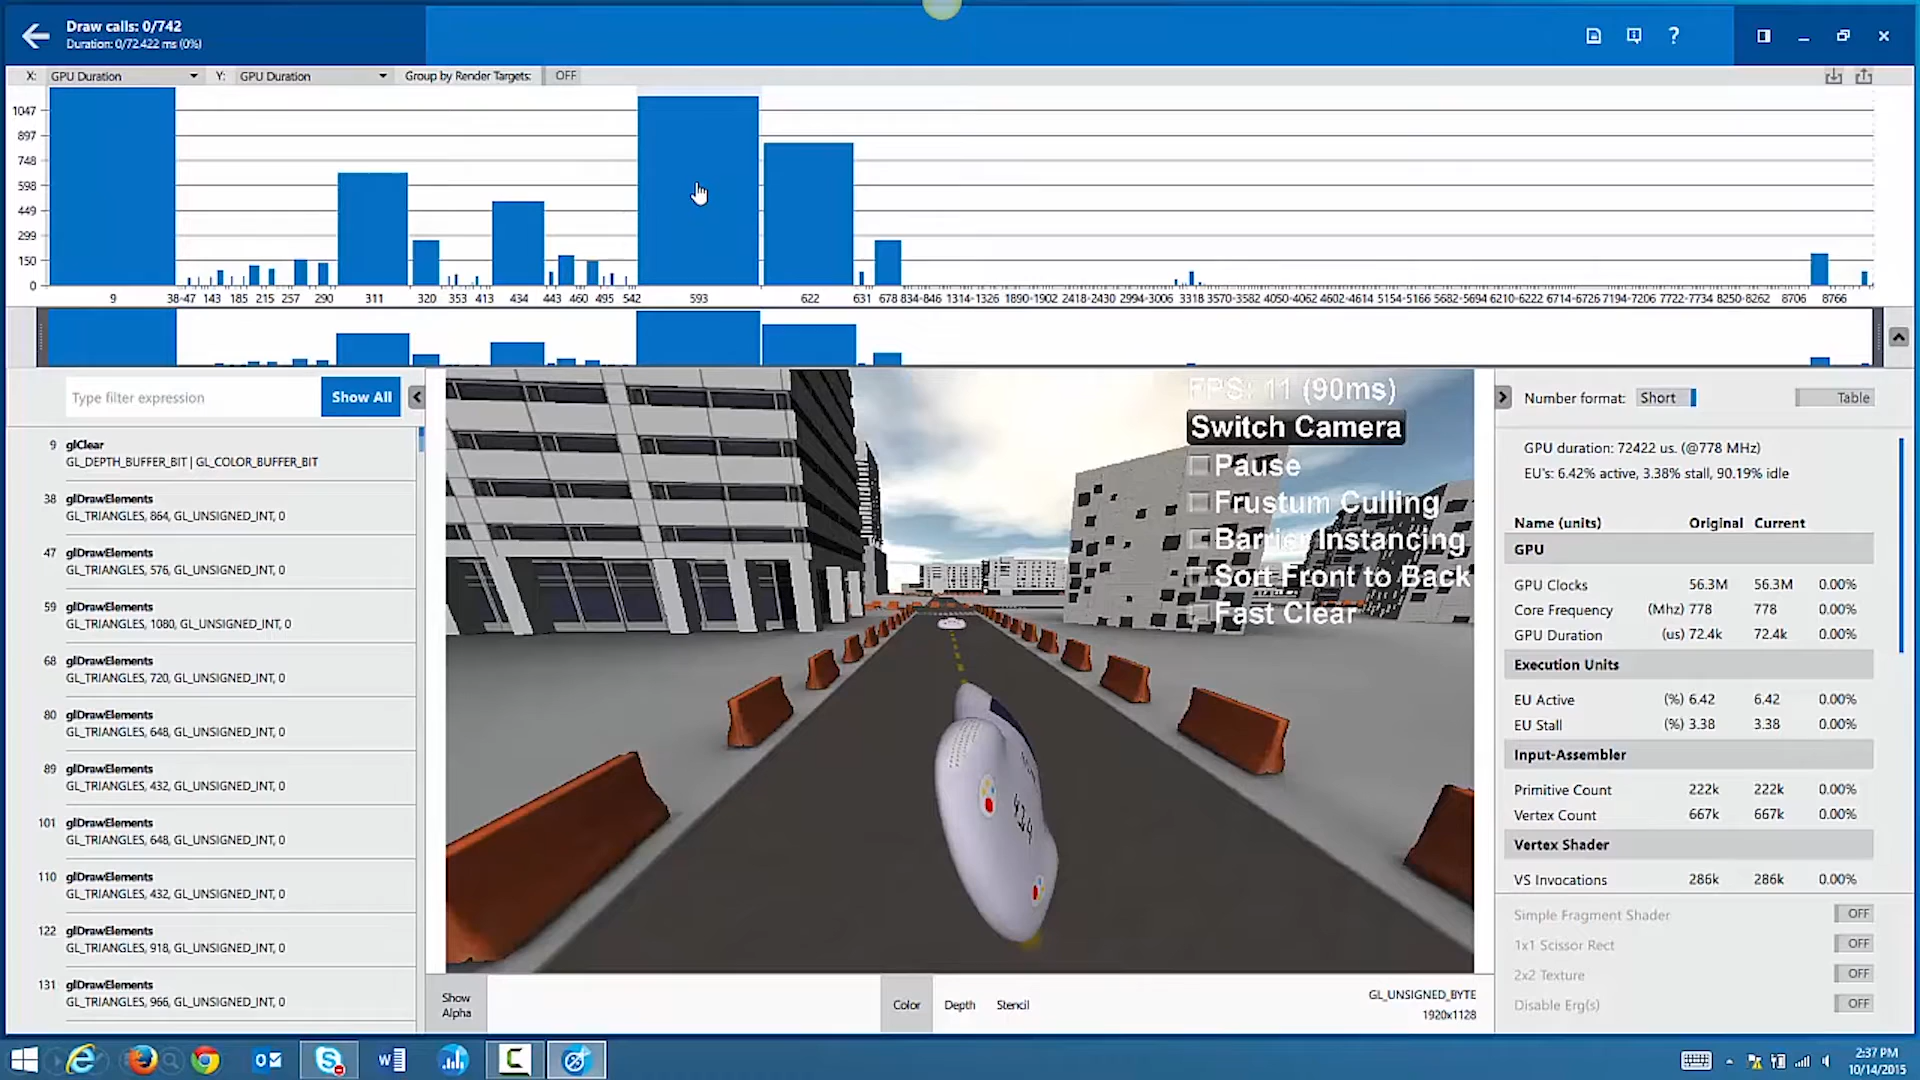 Draw calls: 0/742
Duration: 0/72.422 ms (0%)
?
X: GPU Duration Y: GPU Duration Group by Render Targets: OFF
1047
897
748
598
449
299
150
0
9 38-47 143 185 215 257 290 311 320 353 413 434 443 460 495 542 593 622 631 678 834-846 1314-1326 1890-1902 2418-2430 2994-3006 3318 3570-3582 4050-4062 4602-4614 5154-5166 5682-5694 6210-6222 6714-6726 7194-7206 7722-7734 8250-8262 8706 8766
Type filter expression Show All
9 glClear
GL_DEPTH_BUFFER_BIT | GL_COLOR_BUFFER_BIT
38 glDrawElements
GL_TRIANGLES, 864, GL_UNSIGNED_INT, 0
47 glDrawElements
GL_TRIANGLES, 576, GL_UNSIGNED_INT, 0
59 glDrawElements
GL_TRIANGLES, 1080, GL_UNSIGNED_INT, 0
68 glDrawElements
GL_TRIANGLES, 720, GL_UNSIGNED_INT, 0
80 glDrawElements
GL_TRIANGLES, 648, GL_UNSIGNED_INT, 0
89 glDrawElements
GL_TRIANGLES, 432, GL_UNSIGNED_INT, 0
101 glDrawElements
GL_TRIANGLES, 648, GL_UNSIGNED_INT, 0
110 glDrawElements
GL_TRIANGLES, 432, GL_UNSIGNED_INT, 0
122 glDrawElements
GL_TRIANGLES, 918, GL_UNSIGNED_INT, 0
131 glDrawElements
GL_TRIANGLES, 966, GL_UNSIGNED_INT, 0
FPS: 11 (90ms)
Switch Camera
Pause
Frustum Culling
Barrier Instancing
Sort Front to Back
Fast Clear
434
Show Alpha
Color Depth Stencil
GL_UNSIGNED_BYTE
1920x1128
Number format: Short Table
GPU duration: 72422 us. (@778 MHz)
EU's: 6.42% active, 3.38% stall, 90.19% idle
Name (units) Original Current
GPU
GPU Clocks 56.3M 56.3M 0.00%
Core Frequency (Mhz) 778 778 0.00%
GPU Duration (us) 72.4k 72.4k 0.00%
Execution Units
EU Active (%) 6.42 6.42 0.00%
EU Stall (%) 3.38 3.38 0.00%
Input-Assembler
Primitive Count 222k 222k 0.00%
Vertex Count 667k 667k 0.00%
Vertex Shader
VS Invocations 286k 286k 0.00%
Simple Fragment Shader OFF
1x1 Scissor Rect OFF
2x2 Texture OFF
Disable Erg(s) OFF
2:37 PM
10/14/2015